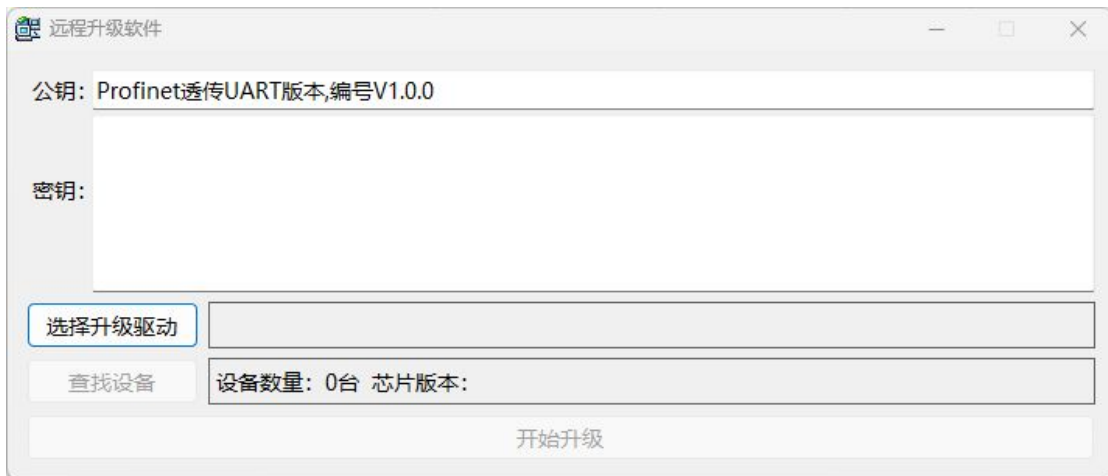 远程升级软件
公钥：Profinet透传UART版本,编号V1.0.0
密钥：
选择升级驱动
查找设备 设备数量：0台 芯片版本：
开始升级